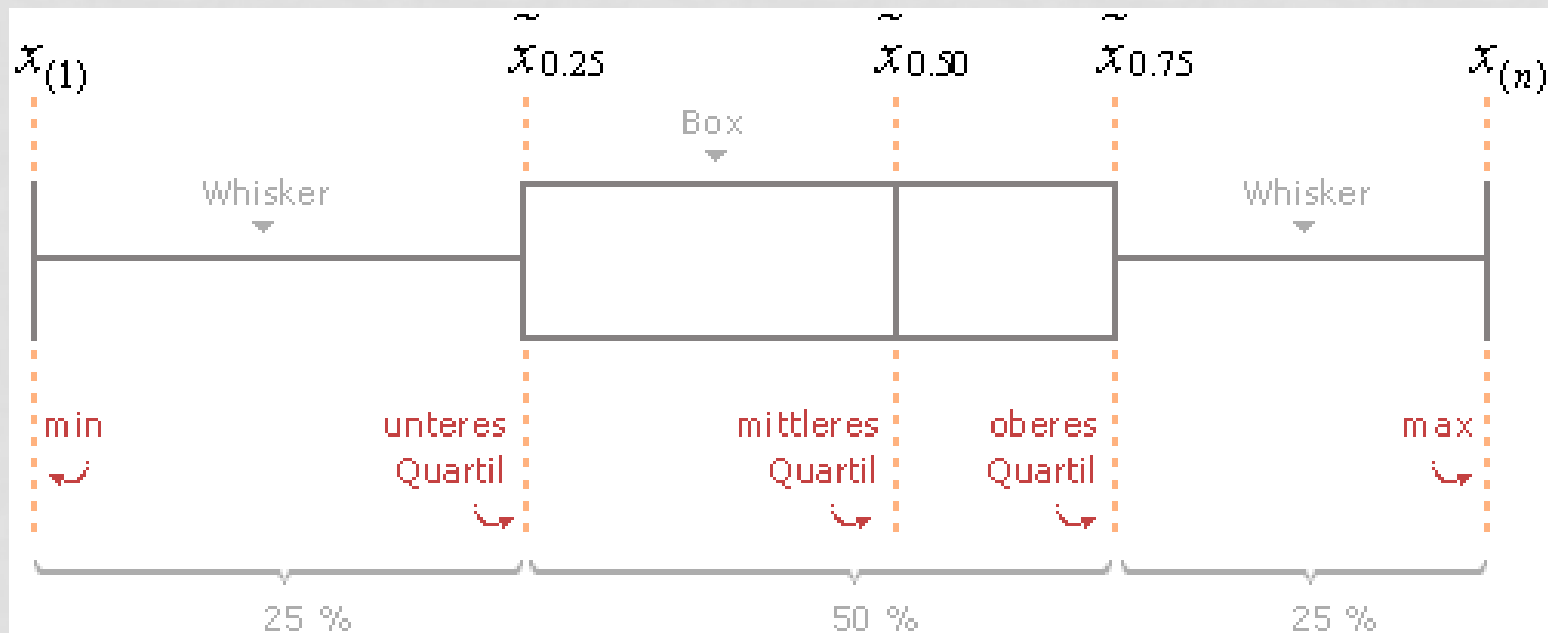 x̃(1) x̃0.25 x̃0.50 x̃0.75 x̃(n)
Box
Whisker Whisker
min unteres mittleres oberes max
Quartil Quartil Quartil
25 % 50 % 25 %